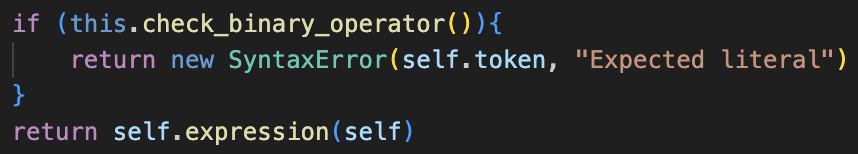 if (this.check_binary_operator()){
    return new SyntaxError(self.token, "Expected literal")
}
return self.expression(self)